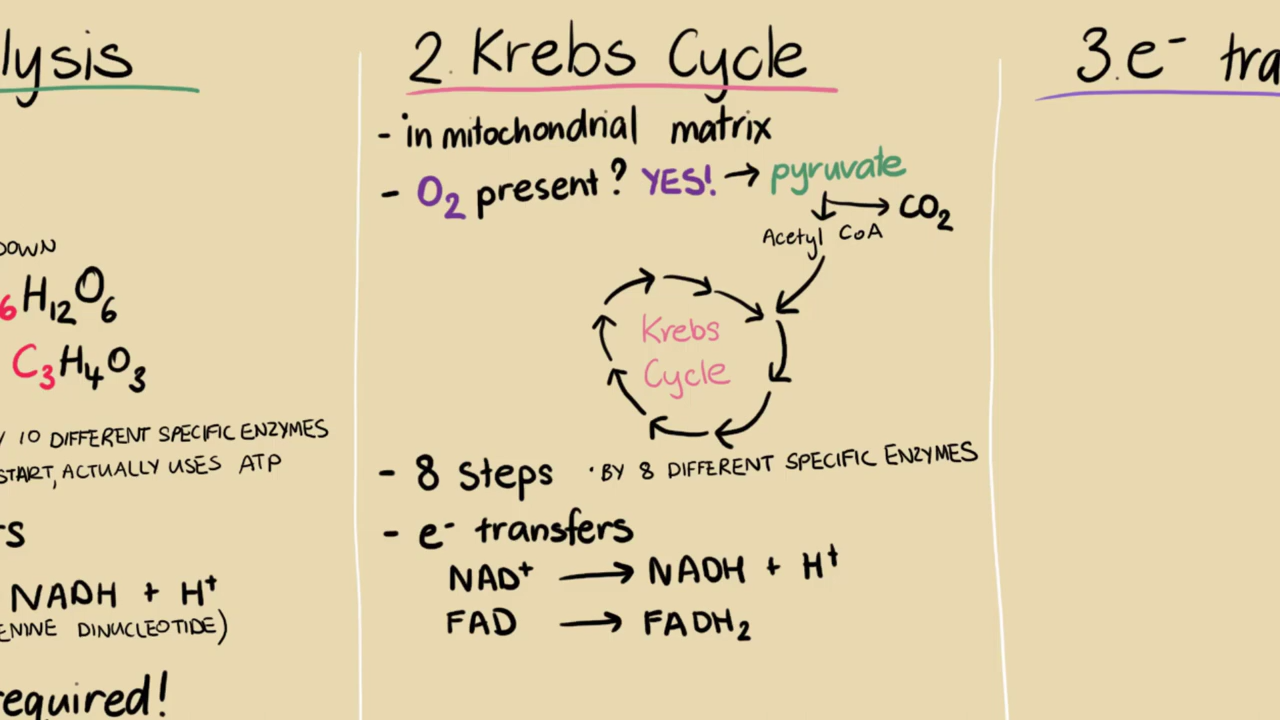 lysis
DOWN
6H12O6
C3H4O3
10 DIFFERENT SPECIFIC ENZYMES
START, ACTUALLY USES ATP
rs
NADH + H+
ENINE DINUCLEOTIDE)
required!
2. Krebs Cycle
- in mitochondrial matrix
- O2 present? YES! → pyruvate
→ CO2
Acetyl CoA
Krebs
Cycle
- 8 steps • BY 8 DIFFERENT SPECIFIC ENZYMES
- e- transfers
NAD+ → NADH + H+
FAD → FADH2
3. e- tra